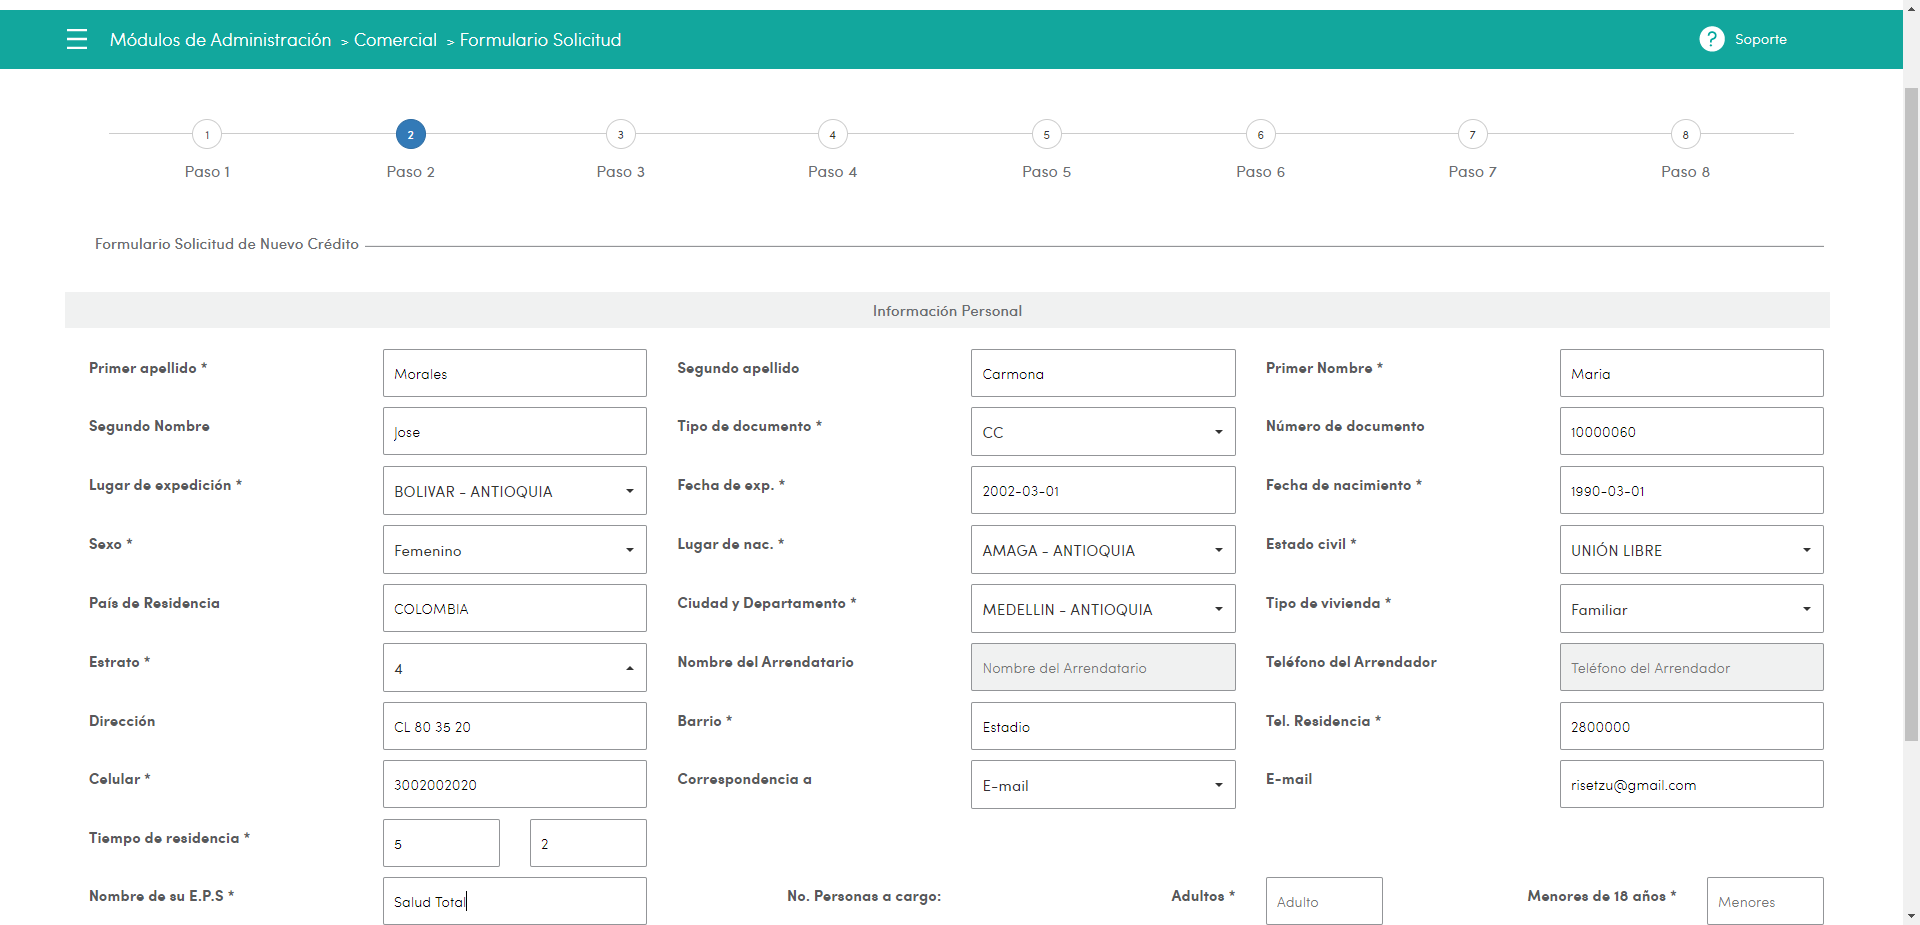 Módulos de Administración > Comercial > Formulario Solicitud ? Soporte
1 2 3 4 5 6 7 8
Paso 1 Paso 2 Paso 3 Paso 4 Paso 5 Paso 6 Paso 7 Paso 8
Formulario Solicitud de Nuevo Crédito
Información Personal
Primer apellido * Morales Segundo apellido Carmona Primer Nombre * Maria
Segundo Nombre Jose Tipo de documento * CC Número de documento 10000060
Lugar de expedición * BOLIVAR - ANTIOQUIA Fecha de exp. * 2002-03-01 Fecha de nacimiento * 1990-03-01
Sexo * Femenino Lugar de nac. * AMAGA - ANTIOQUIA Estado civil * UNIÓN LIBRE
País de Residencia COLOMBIA Ciudad y Departamento * MEDELLIN - ANTIOQUIA Tipo de vivienda * Familiar
Estrato * 4 Nombre del Arrendatario Nombre del Arrendatario Teléfono del Arrendador Teléfono del Arrendador
Dirección CL 80 35 20 Barrio * Estadio Tel. Residencia * 2800000
Celular * 3002002020 Correspondencia a E-mail E-mail risetzu@gmail.com
Tiempo de residencia * 5 2
Nombre de su E.P.S * Salud Total No. Personas a cargo: Adultos * Adulto Menores de 18 años * Menores